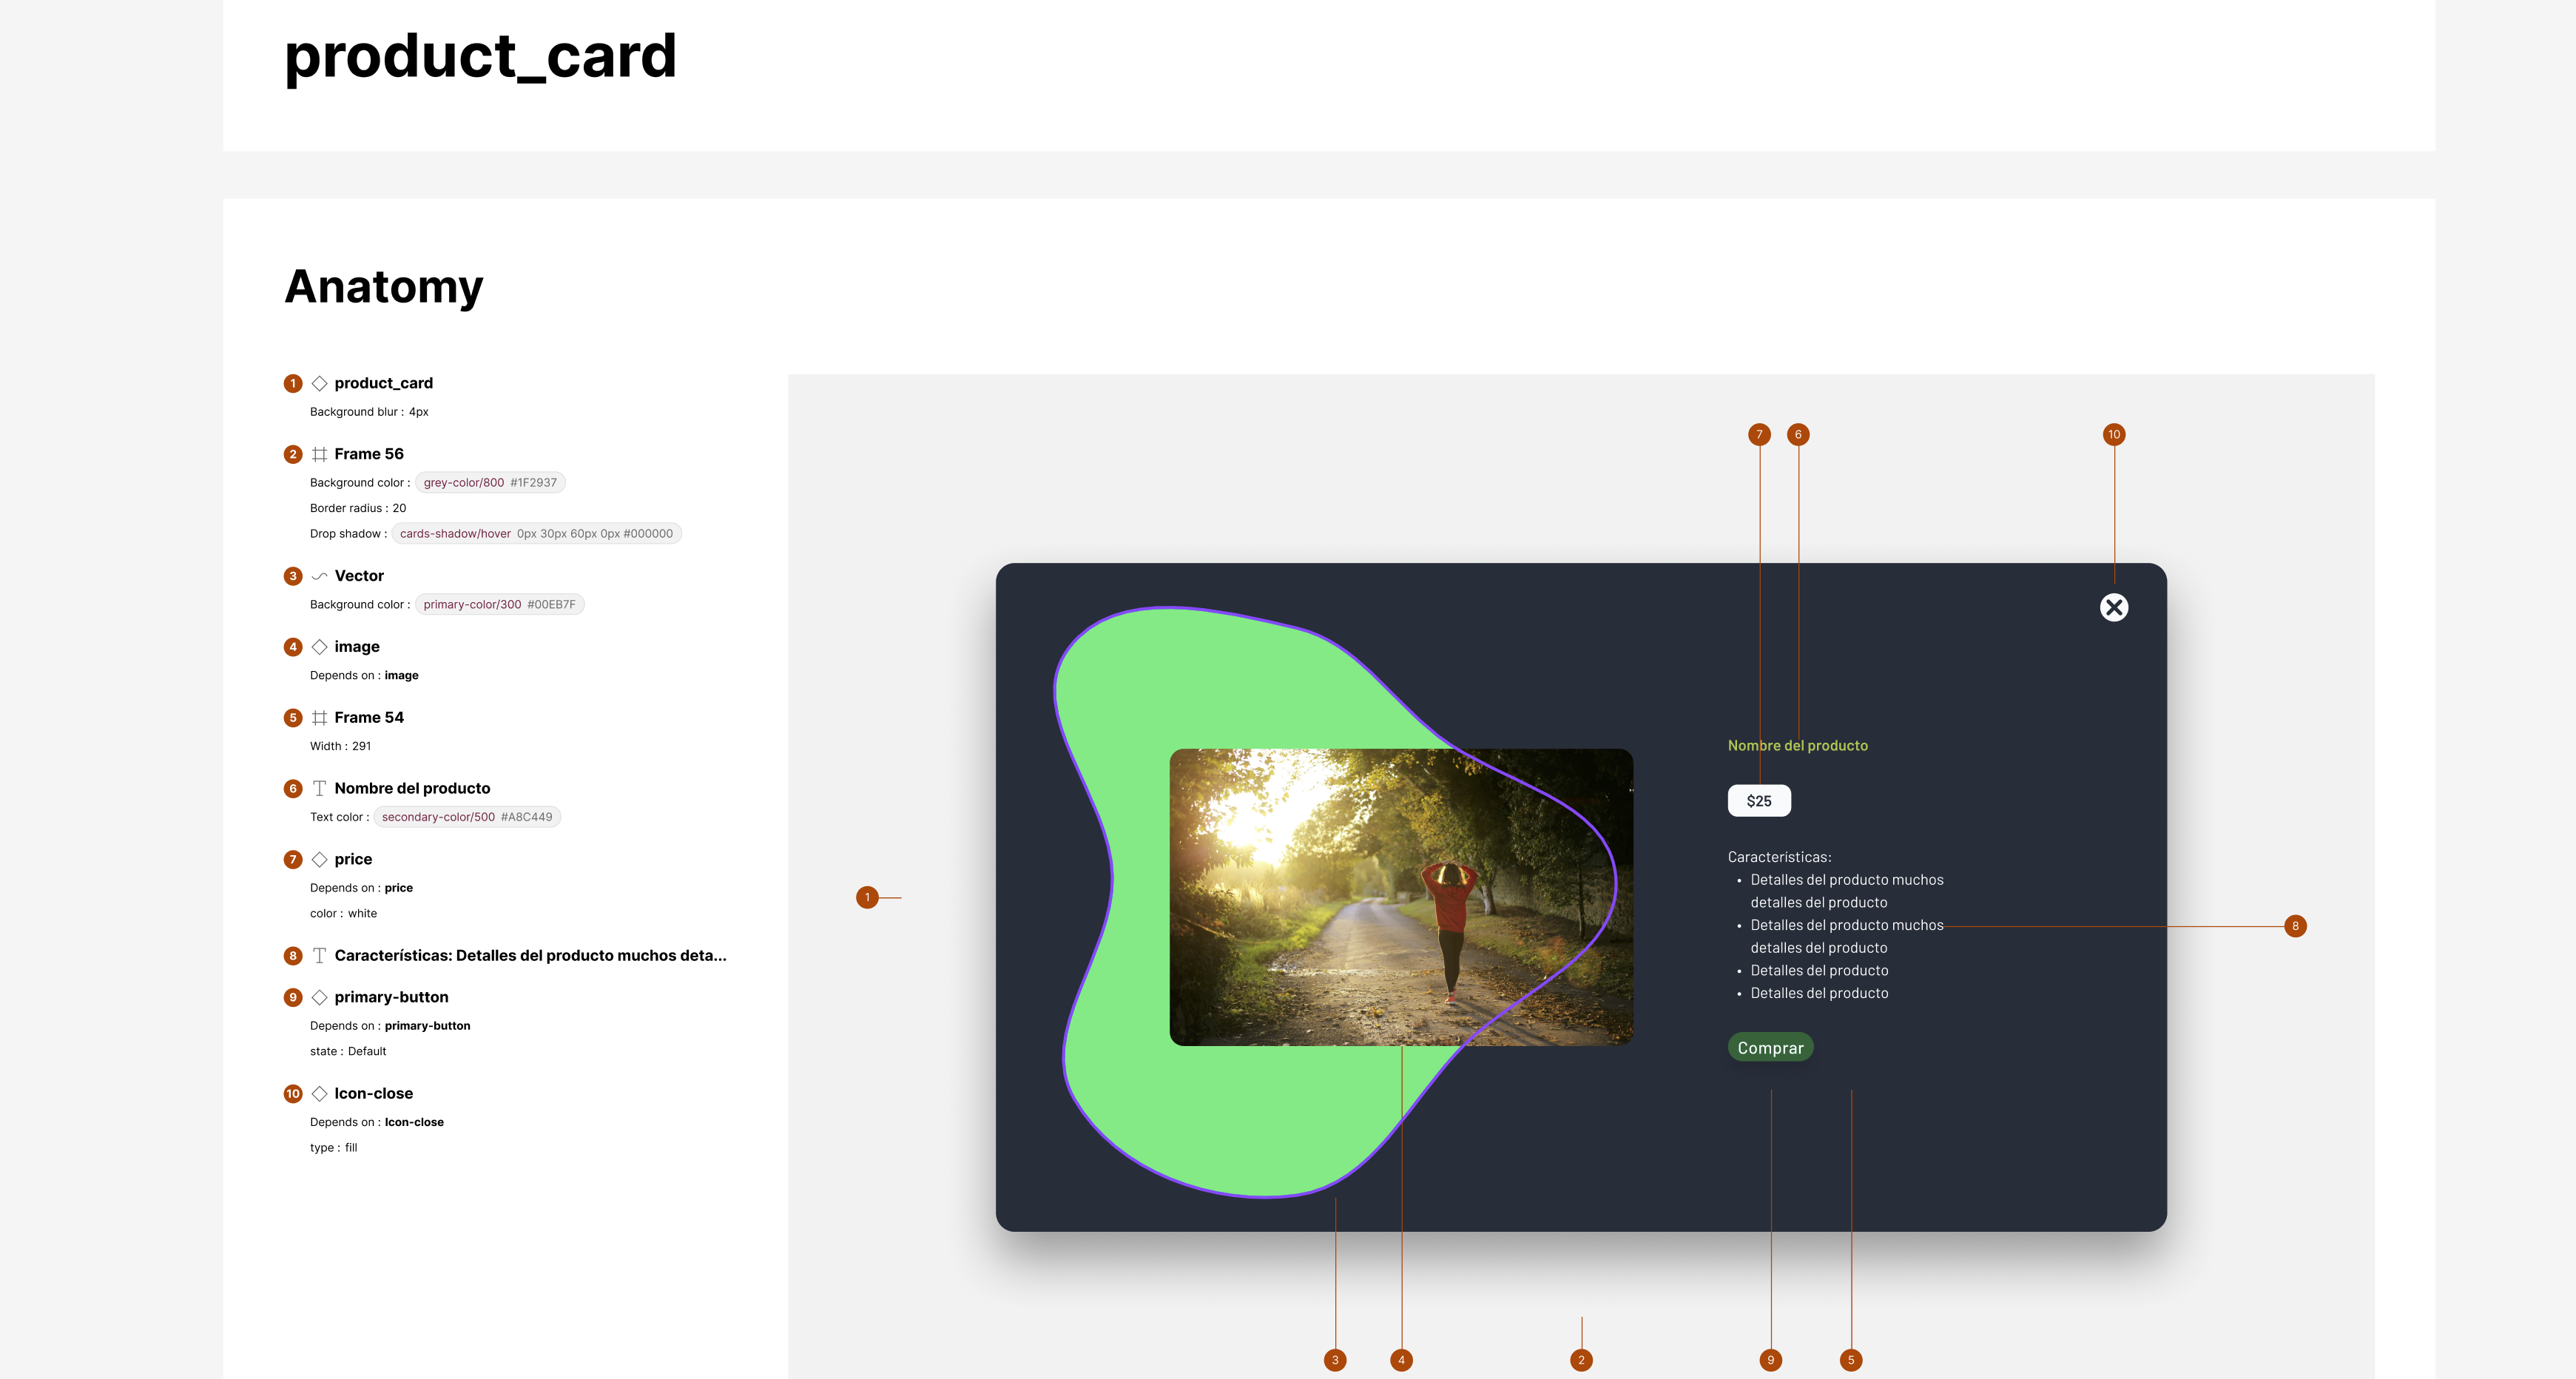 product_card
Anatomy
1 product_card
Background blur : 4px
2 Frame 56
Background color : grey-color/800 #1F2937
Border radius : 20
Drop shadow : cards-shadow/hover 0px 30px 60px 0px #000000
3 Vector
Background color : primary-color/300 #00EB7F
4 image
Depends on : image
5 Frame 54
Width : 291
6 Nombre del producto
Text color : secondary-color/500 #A8C449
7 price
Depends on : price
color : white
8 Características: Detalles del producto muchos deta...
9 primary-button
Depends on : primary-button
state : Default
10 Icon-close
Depends on : Icon-close
type : fill
7 6 10
Nombre del producto
$25
Características:
• Detalles del producto muchos
detalles del producto
• Detalles del producto muchos
detalles del producto
• Detalles del producto
• Detalles del producto
Comprar
1
8
3 4 2 9 5